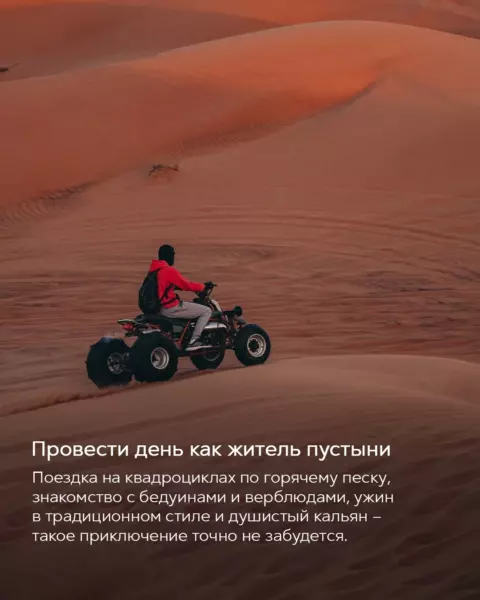 Провести день как житель пустыни
Поездка на квадроциклах по горячему песку,
знакомство с бедуинами и верблюдами, ужин
в традиционном стиле и душистый кальян –
такое приключение точно не забудется.